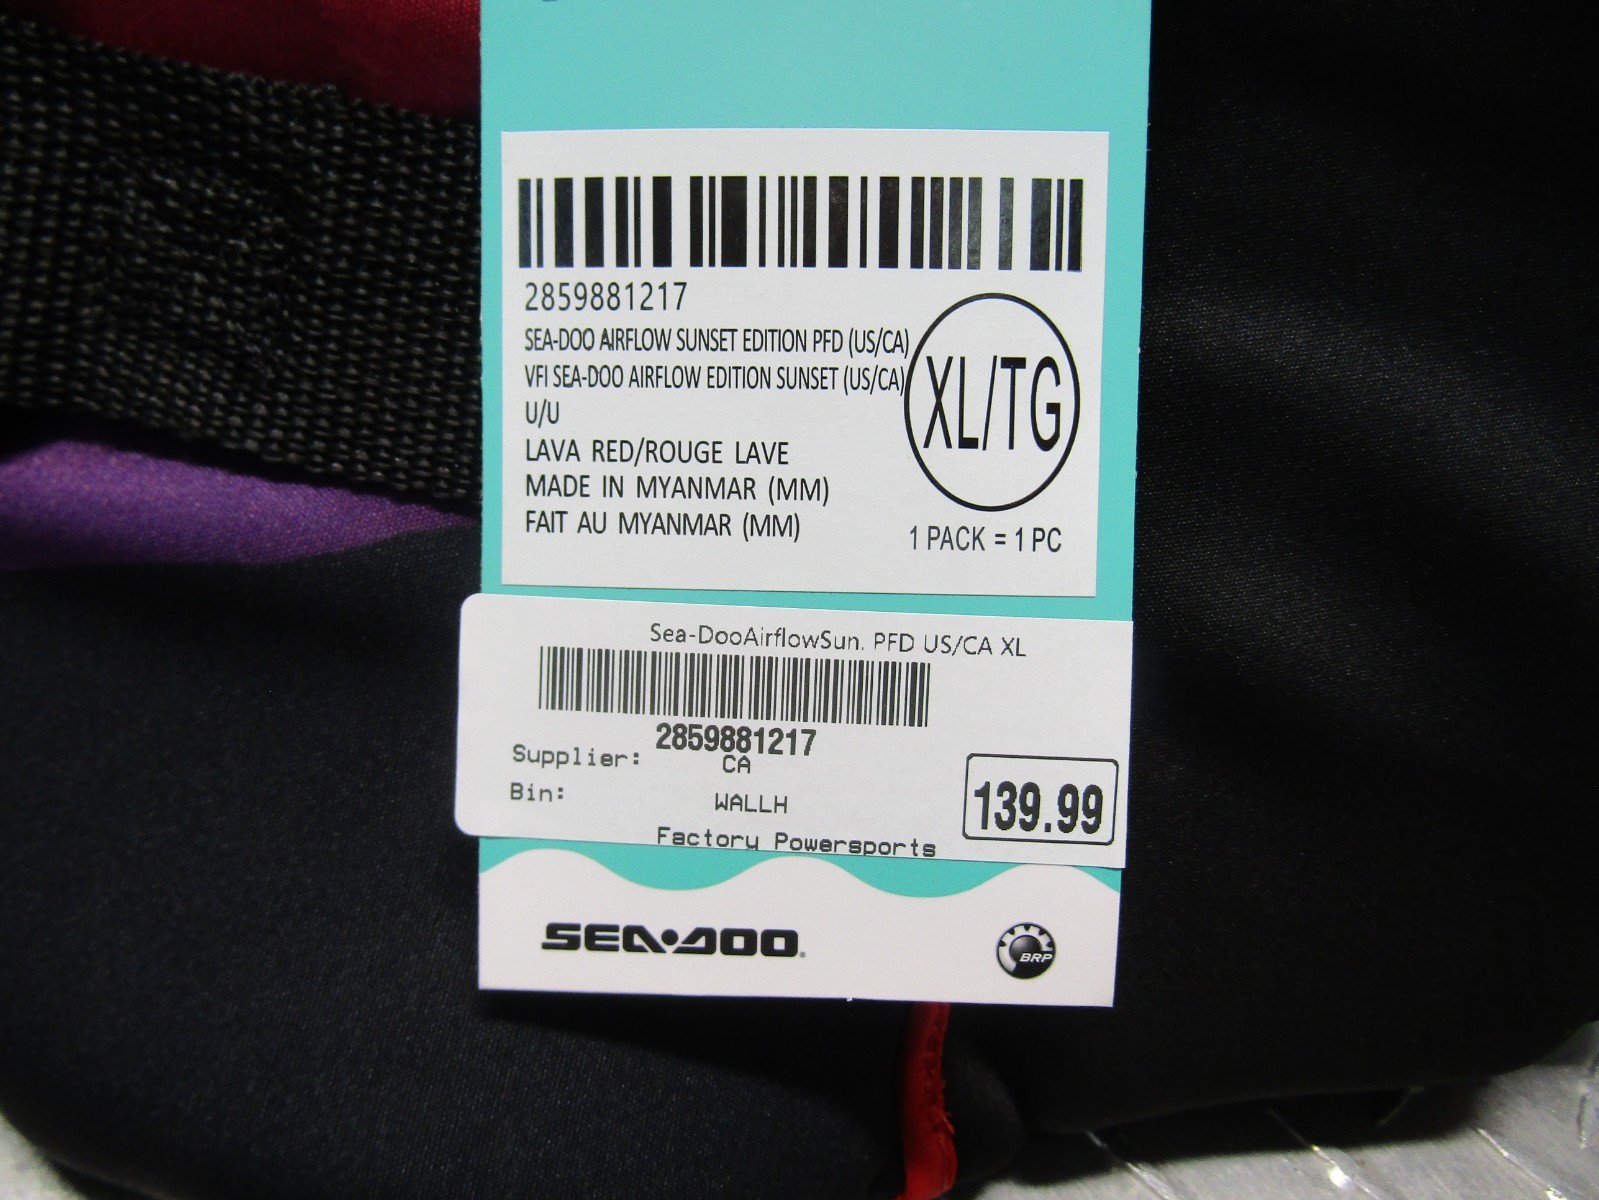 2859881217
SEA-DOO AIRFLOW SUNSET EDITION PFD (US/CA)
VFI SEA-DOO AIRFLOW EDITION SUNSET (US/CA)
U/U
LAVA RED/ROUGE LAVE
MADE IN MYANMAR (MM)
FAIT AU MYANMAR (MM)
XL/TG
1 PACK = 1 PC
Sea-DooAirflowSun. PFD US/CA XL
2859881217
Supplier: CA
Bin: WALLH
139.99
Factory Powersports
SEA-DOO
BRP